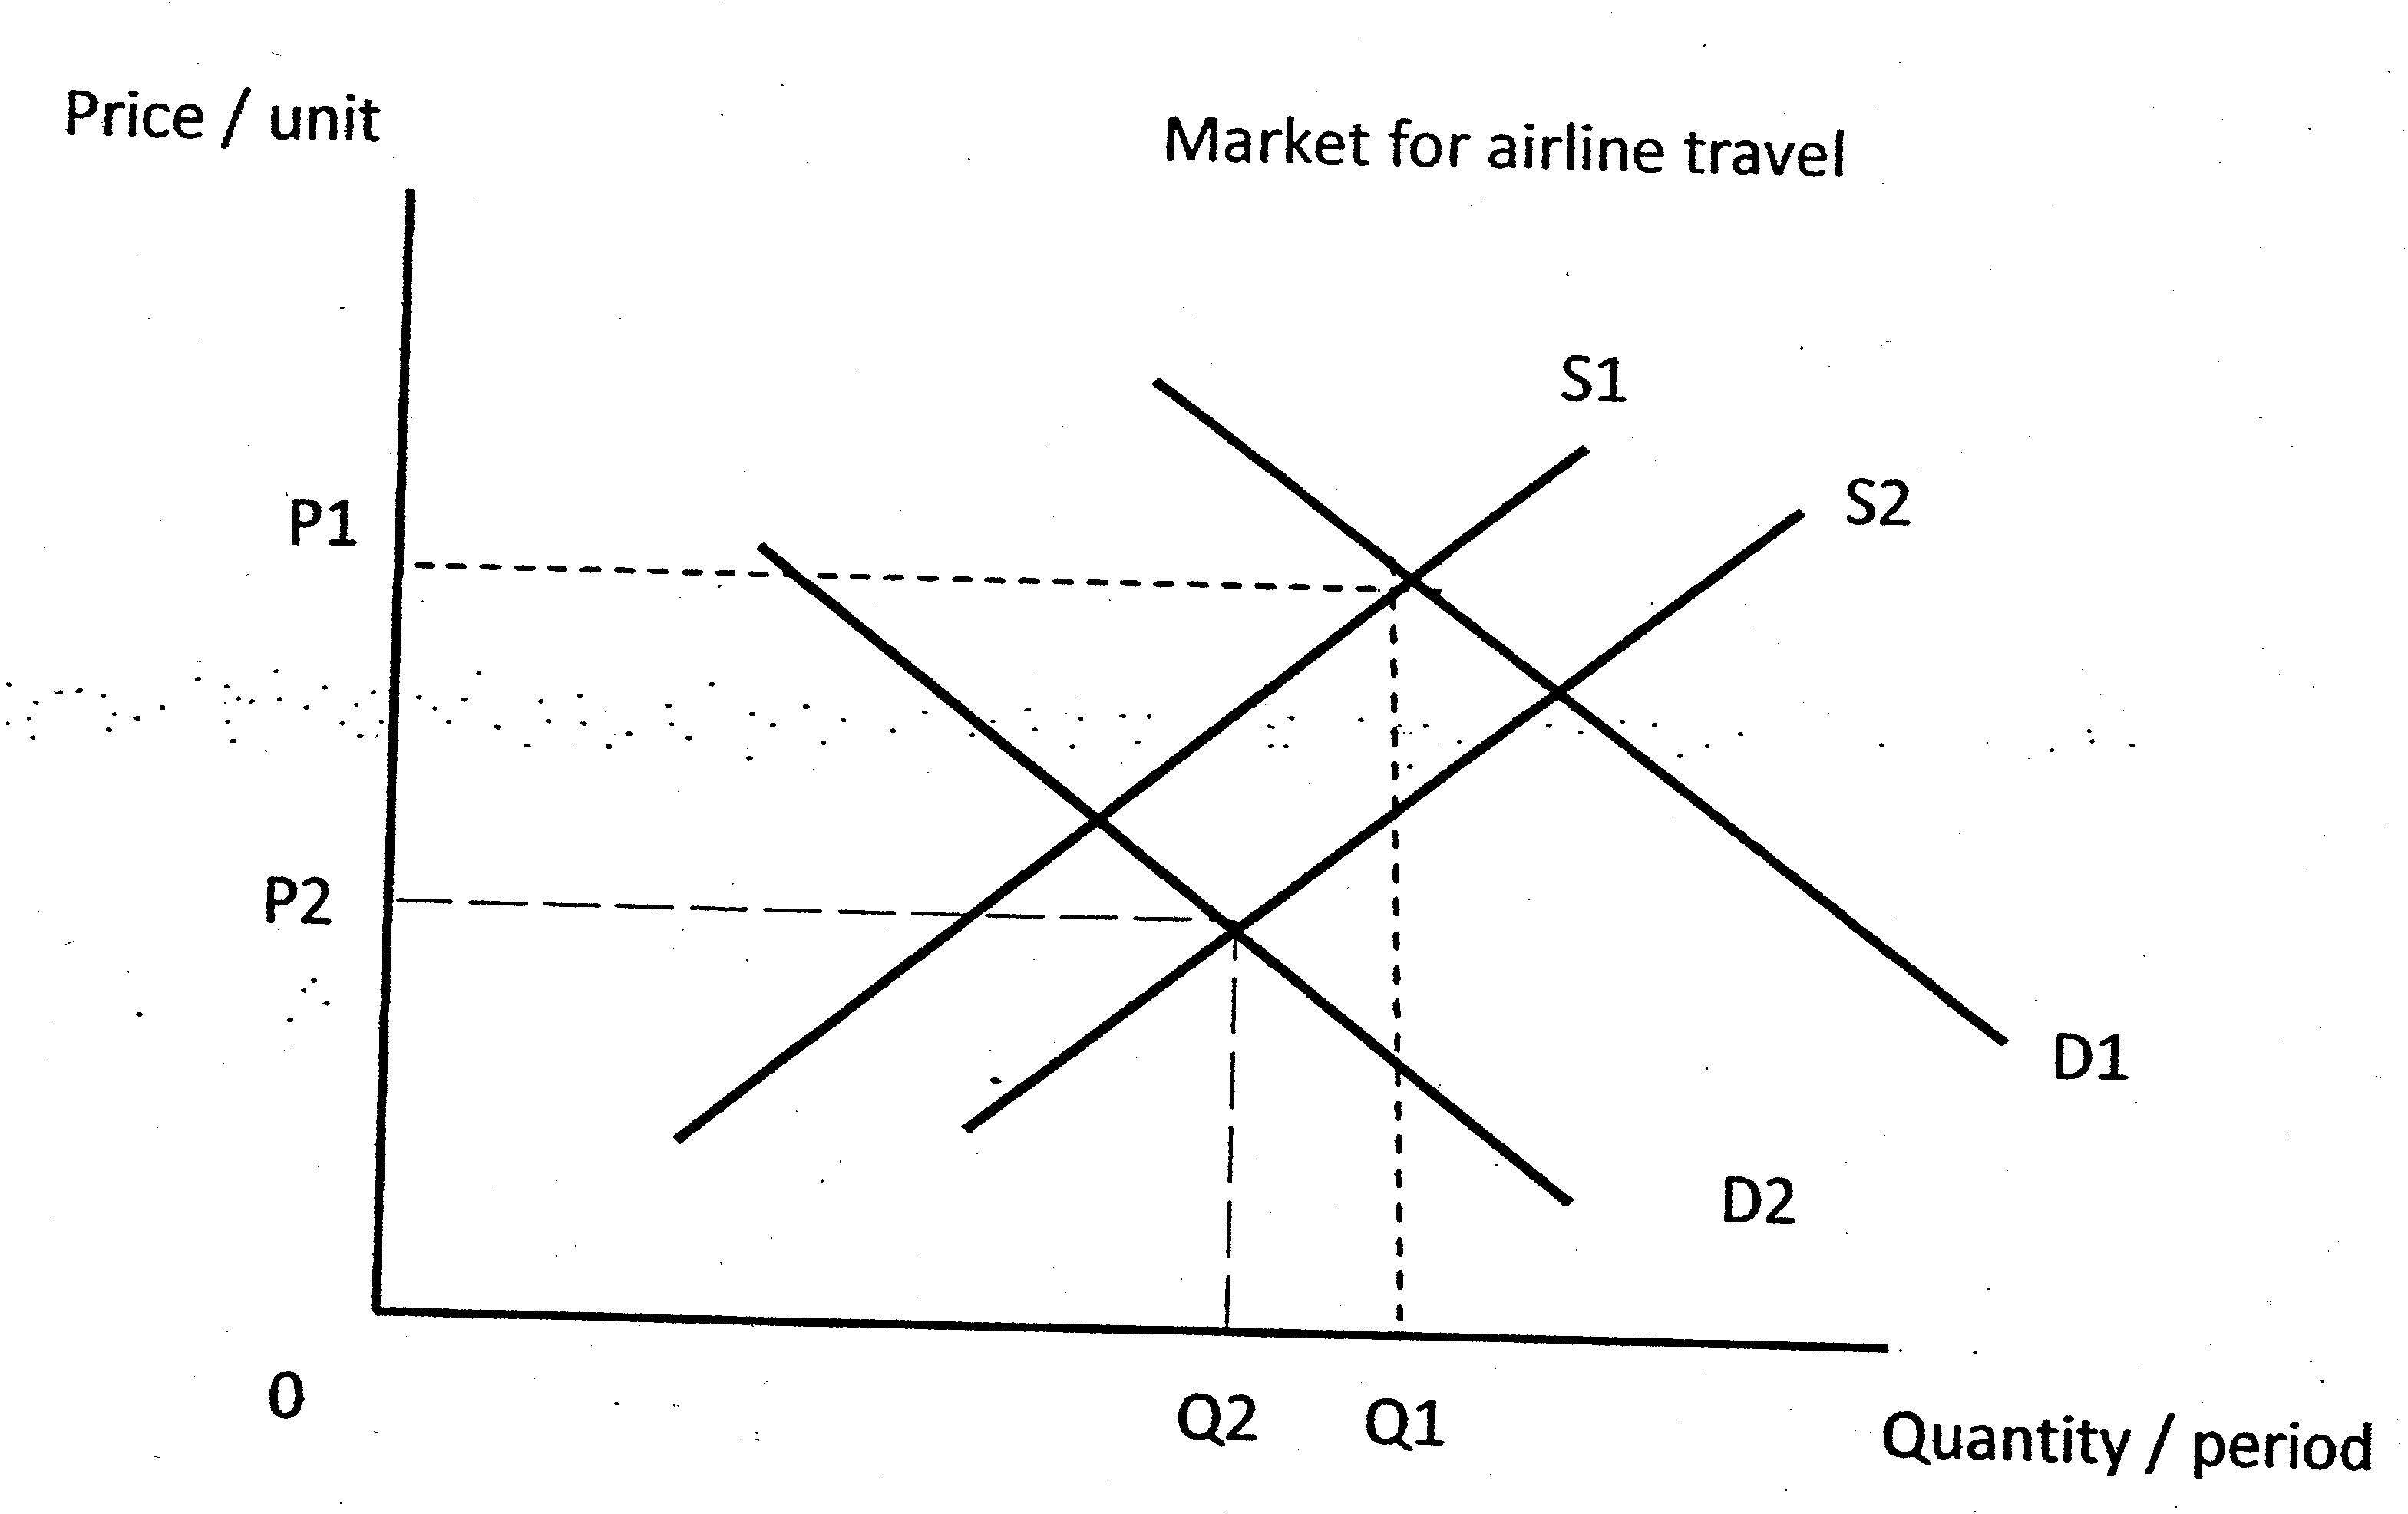 Price / unit
Market for airline travel
S1
S2
P1
P2
D1
D2
0
Q2
Q1
Quantity / period